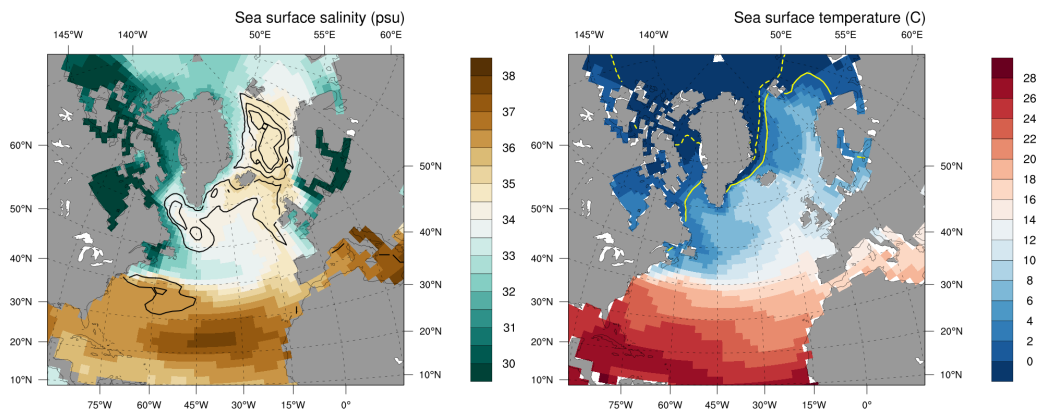 Sea surface salinity (psu)
145°W 140°W 50°E 55°E 60°E
60°N
50°N
40°N
30°N
20°N
10°N
50°N
40°N
30°N
20°N
10°N
75°W 60°W 45°W 30°W 15°W 0°
38
37
36
35
34
33
32
31
30
Sea surface temperature (C)
145°W 140°W 50°E 55°E 60°E
60°N
50°N
40°N
30°N
20°N
10°N
50°N
40°N
30°N
20°N
10°N
75°W 60°W 45°W 30°W 15°W 0°
28
26
24
22
20
18
16
14
12
10
8
6
4
2
0